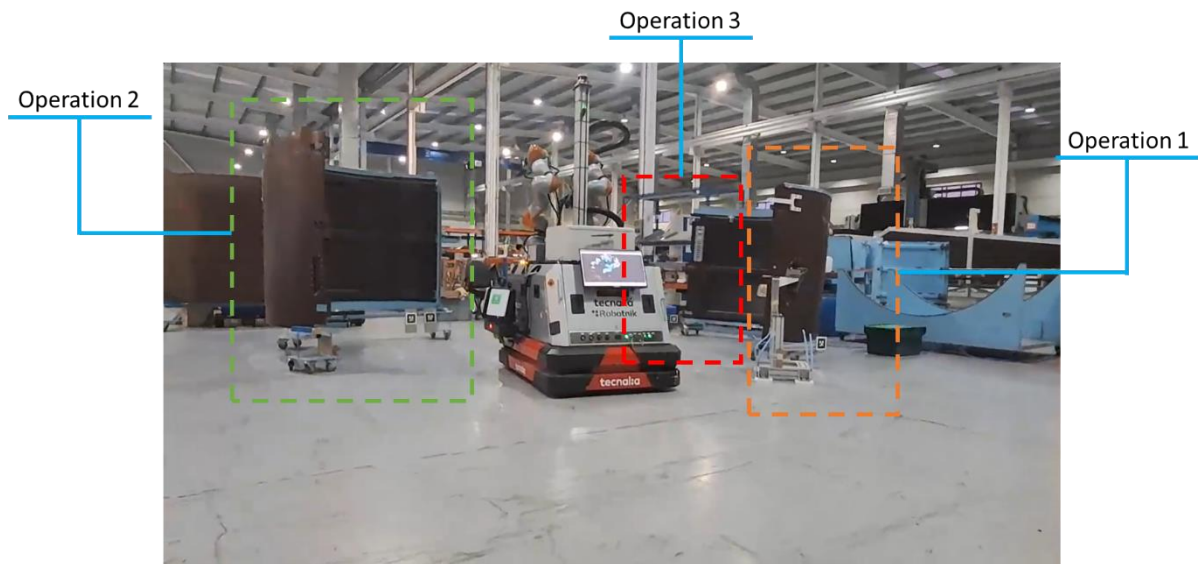 Operation 3
Operation 2
Operation 1
tecnalia
Robotnik
tecnalia